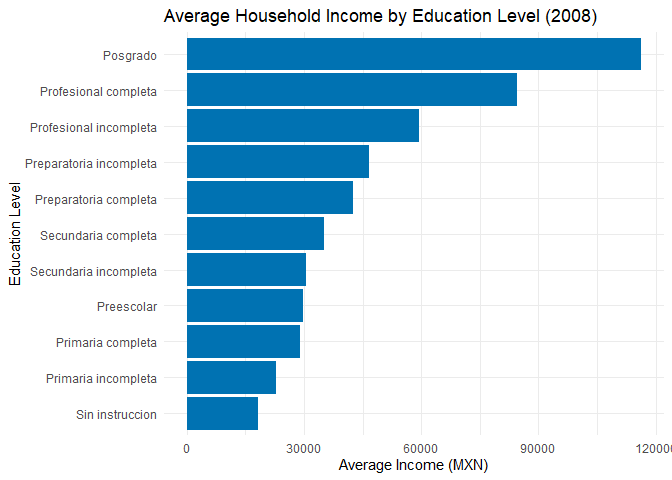 Average Household Income by Education Level (2008)
Posgrado
Profesional completa
Profesional incompleta
Preparatoria incompleta
Preparatoria completa
Secundaria completa
Secundaria incompleta
Preescolar
Primaria completa
Primaria incompleta
Sin instruccion
Education Level
0 30000 60000 90000 120000
Average Income (MXN)